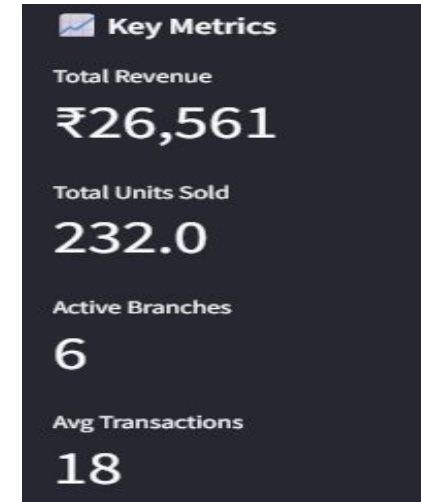 Key Metrics
Total Revenue
₹26,561
Total Units Sold
232.0
Active Branches
6
Avg Transactions
18